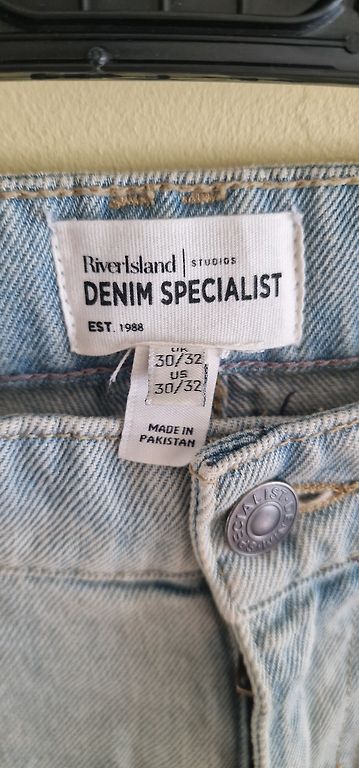 RiverIsland | STUDIOS
DENIM SPECIALIST
EST. 1988
UK
30/32
US
30/32
MADE IN
PAKISTAN